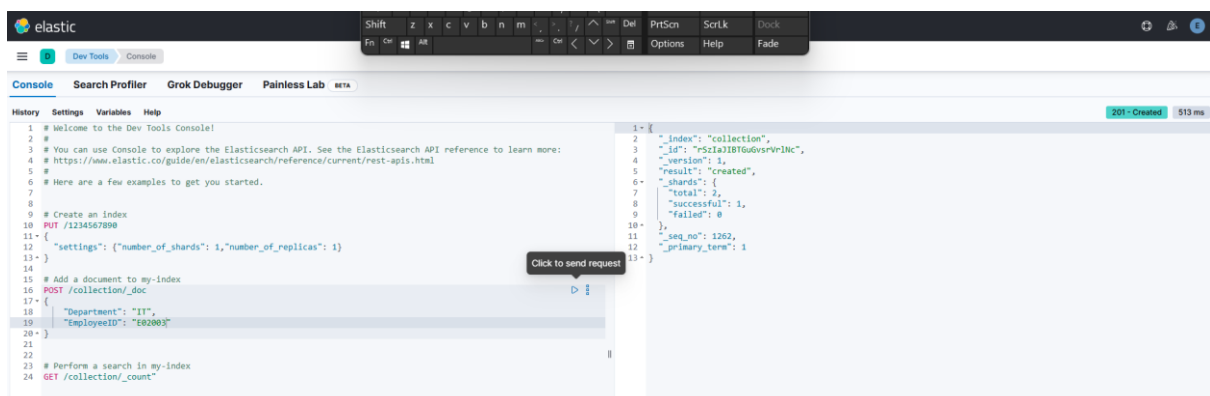 elastic
Shift z x c v b n m Del PrtScn ScrLk Dock
Fn Ctrl Alt Ctrl Options Help Fade
E
D Dev Tools Console
Console Search Profiler Grok Debugger Painless Lab BETA
History Settings Variables Help
201 - Created 513 ms
1 # Welcome to the Dev Tools Console!
2 #
3 # You can use Console to explore the Elasticsearch API. See the Elasticsearch API reference to learn more:
4 # https://www.elastic.co/guide/en/elasticsearch/reference/current/rest-apis.html
5 #
6 # Here are a few examples to get you started.
7
8
9 # Create an index
10 PUT /1234567890
11 {
12 "settings": {"number_of_shards": 1,"number_of_replicas": 1}
13 }
14
15 # Add a document to my-index
16 POST /collection/_doc
17 {
18 "Department": "IT",
19 "EmployeeID": "E02003"
20 }
21
22
23 # Perform a search in my-index
24 GET /collection/_count"
Click to send request
1 {
2 "_index": "collection",
3 "_id": "rSzIaJIBTGuGvsrVrlNc",
4 "_version": 1,
5 "result": "created",
6 "_shards": {
7 "total": 2,
8 "successful": 1,
9 "failed": 0
10 },
11 "_seq_no": 1262,
12 "_primary_term": 1
13 }